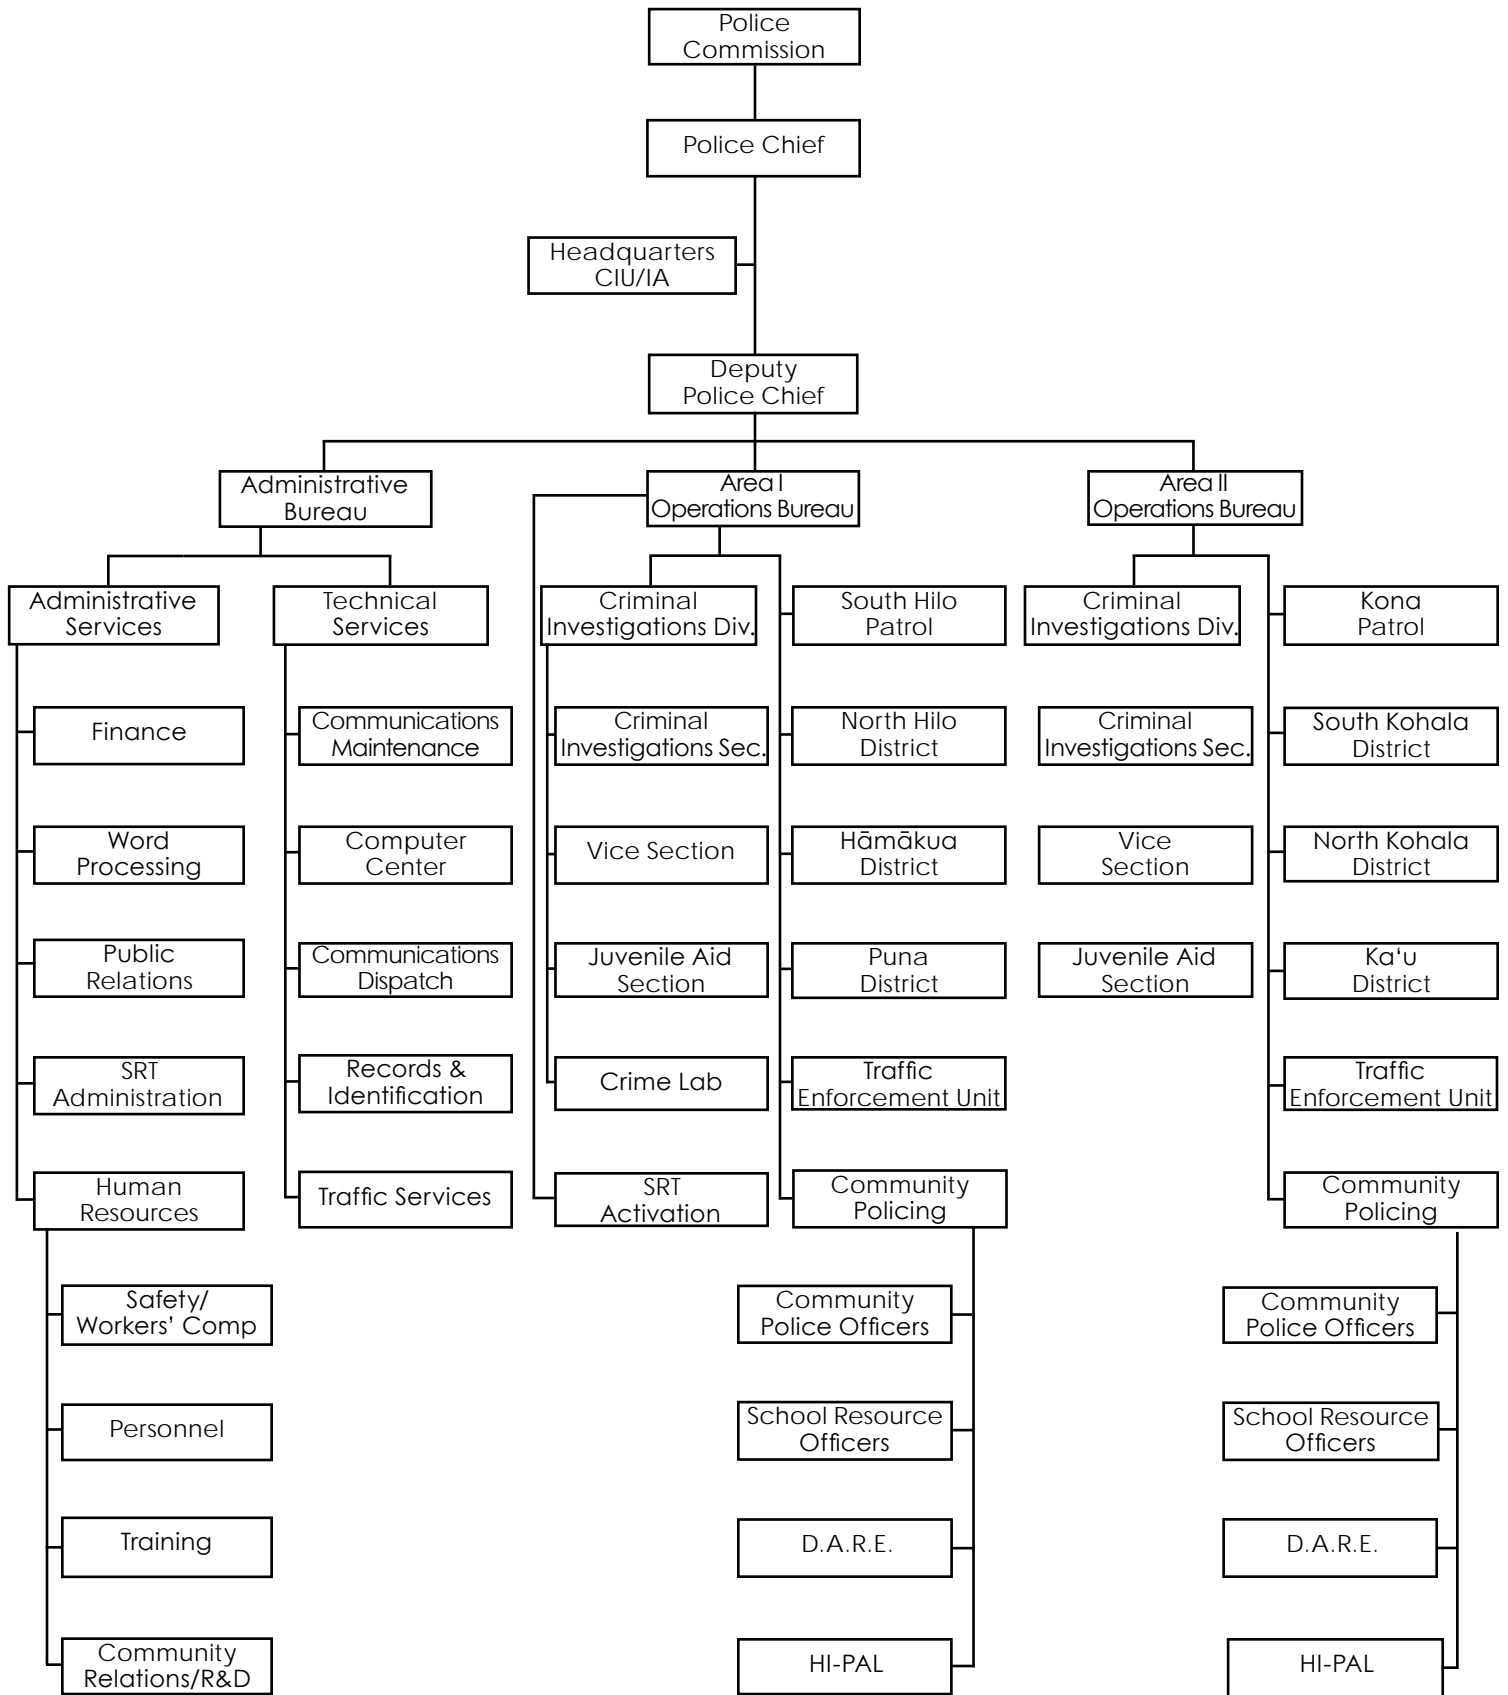 Police
Commission
Police Chief
Headquarters
CIU/IA
Deputy
Police Chief
Administrative
Bureau
Area I
Operations Bureau
Area II
Operations Bureau
Administrative
Services
Technical
Services
Criminal
Investigations Div.
South Hilo
Patrol
Criminal
Investigations Div.
Kona
Patrol
Finance
Communications
Maintenance
Criminal
Investigations Sec.
North Hilo
District
Criminal
Investigations Sec.
South Kohala
District
Word
Processing
Computer
Center
Vice Section
Hāmākua
District
Vice
Section
North Kohala
District
Public
Relations
Communications
Dispatch
Juvenile Aid
Section
Puna
District
Juvenile Aid
Section
Kaʻu
District
SRT
Administration
Records &
Identification
Crime Lab
Traffic
Enforcement Unit
Traffic
Enforcement Unit
Human
Resources
Traffic Services
SRT
Activation
Community
Policing
Community
Policing
Safety/
Workers’ Comp
Community
Police Officers
Community
Police Officers
Personnel
School Resource
Officers
School Resource
Officers
Training
D.A.R.E.
D.A.R.E.
Community
Relations/R&D
HI-PAL
HI-PAL